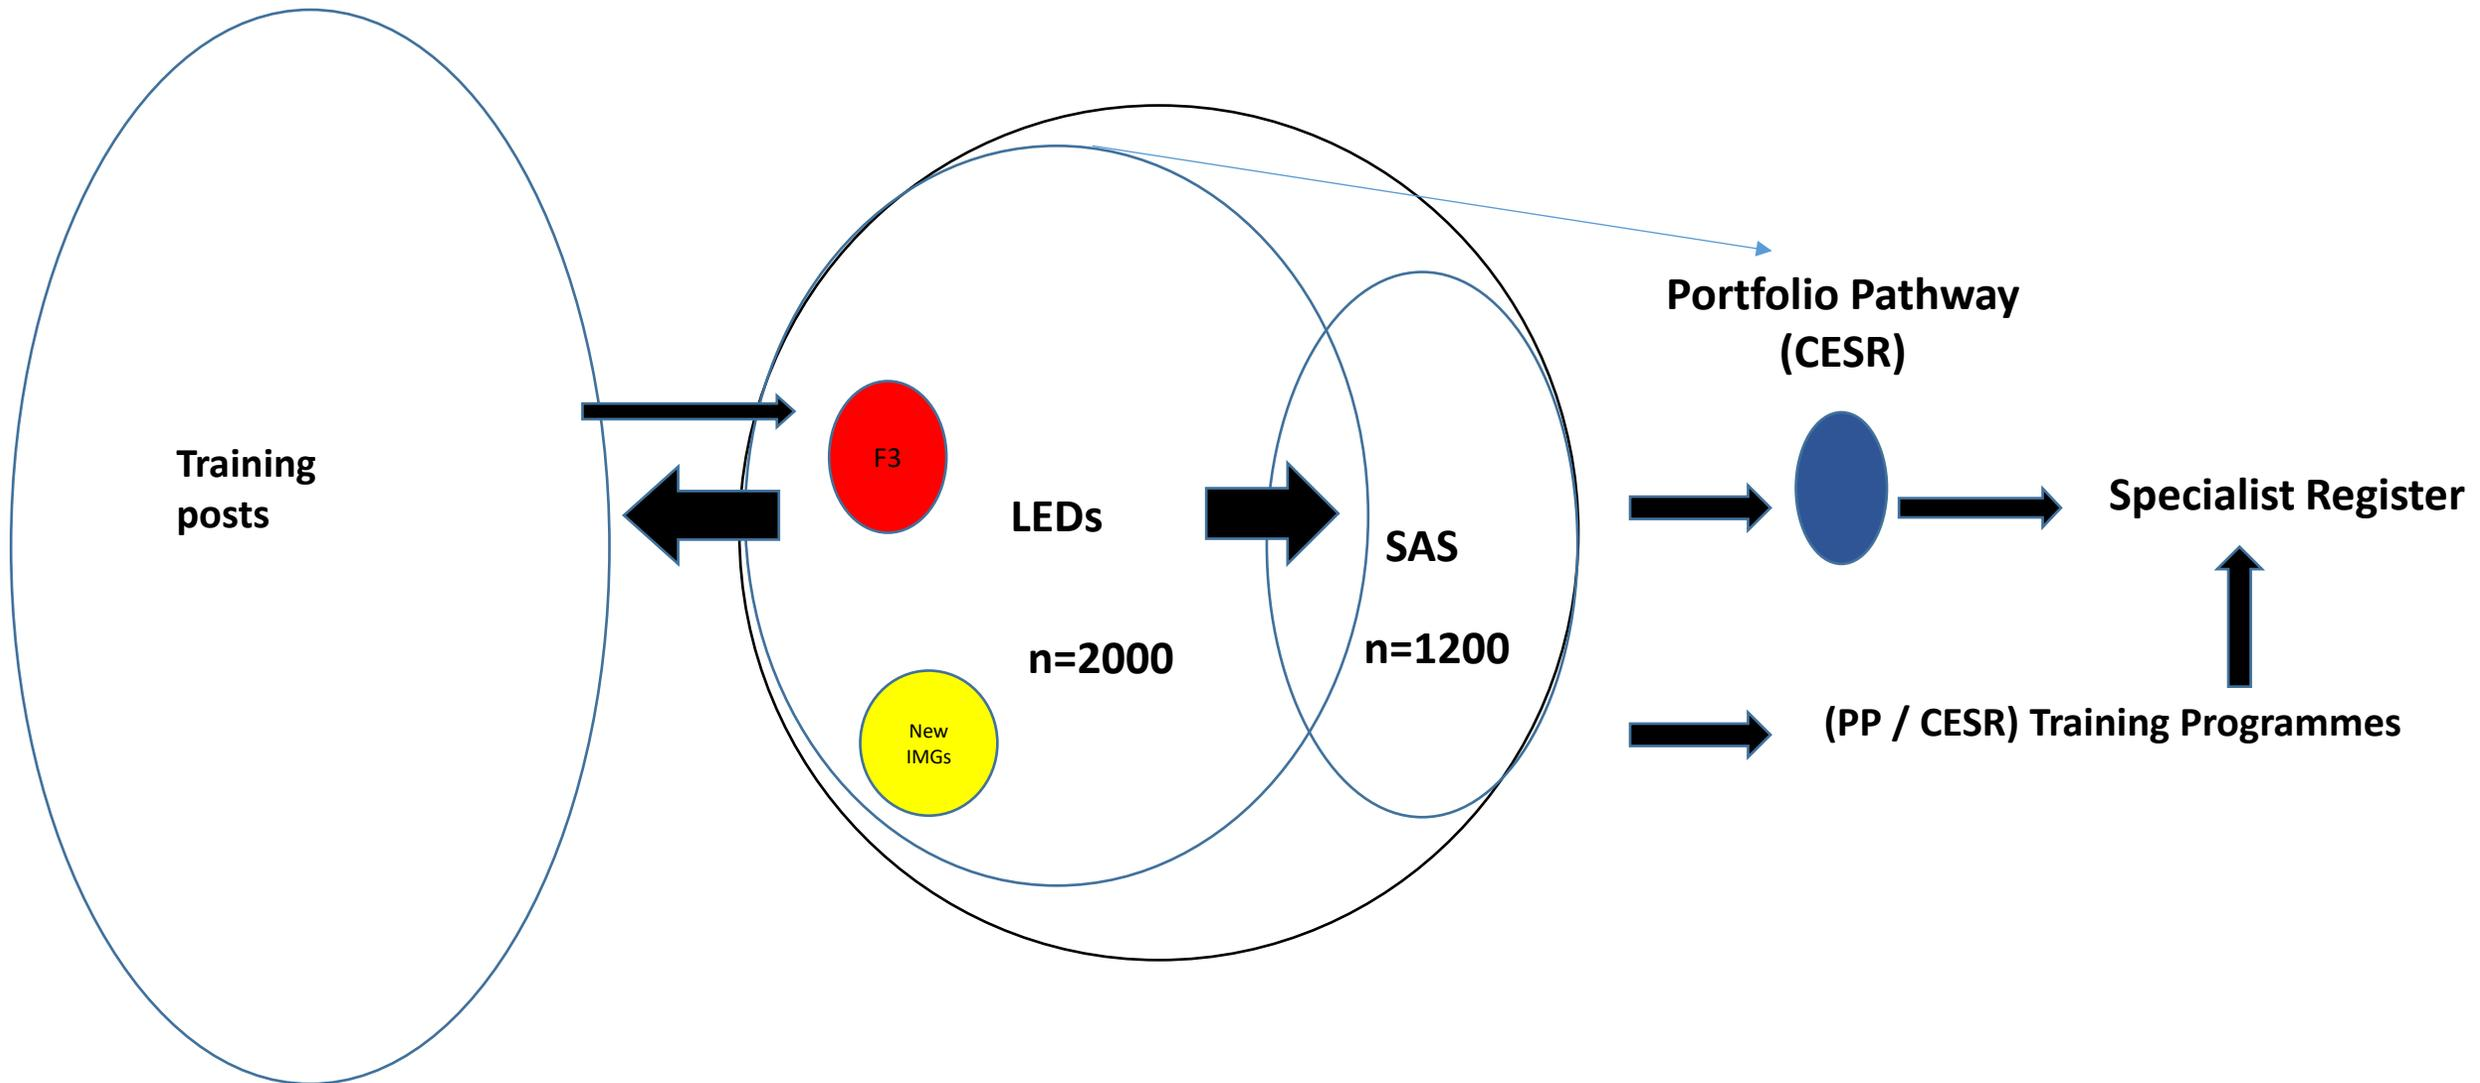 Training
posts
F3
New
IMGs
LEDs
n=2000
SAS
n=1200
Portfolio Pathway
(CESR)
Specialist Register
(PP / CESR) Training Programmes